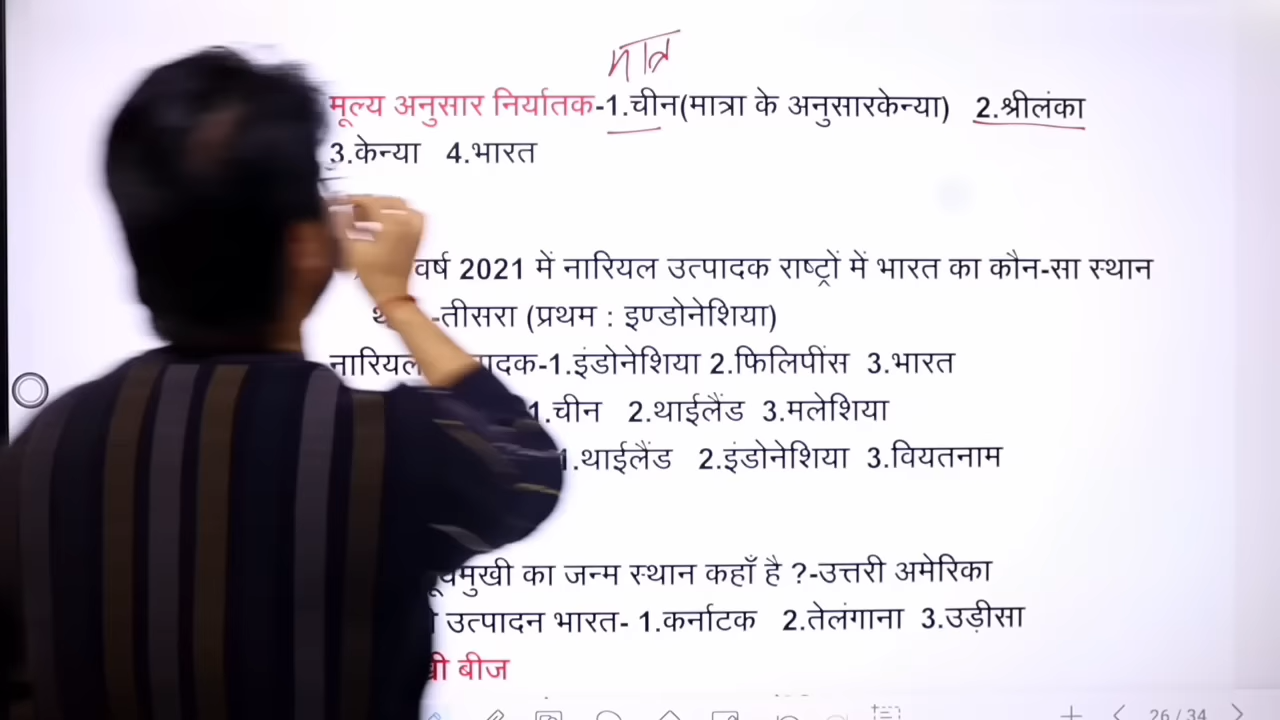 मात्र
मूल्य अनुसार निर्यातक-1.चीन(मात्रा के अनुसारकेन्या) 2.श्रीलंका
3.केन्या 4.भारत
वर्ष 2021 में नारियल उत्पादक राष्ट्रों में भारत का कौन-सा स्थान
-तीसरा (प्रथम : इण्डोनेशिया)
नारियल -1.इंडोनेशिया 2.फिलिपींस 3.भारत
1.चीन 2.थाईलैंड 3.मलेशिया
1.थाईलैंड 2.इंडोनेशिया 3.वियतनाम
का जन्म स्थान कहाँ है ?-उत्तरी अमेरिका
उत्पादन भारत- 1.कर्नाटक 2.तेलंगाना 3.उड़ीसा
बीज
26 / 34